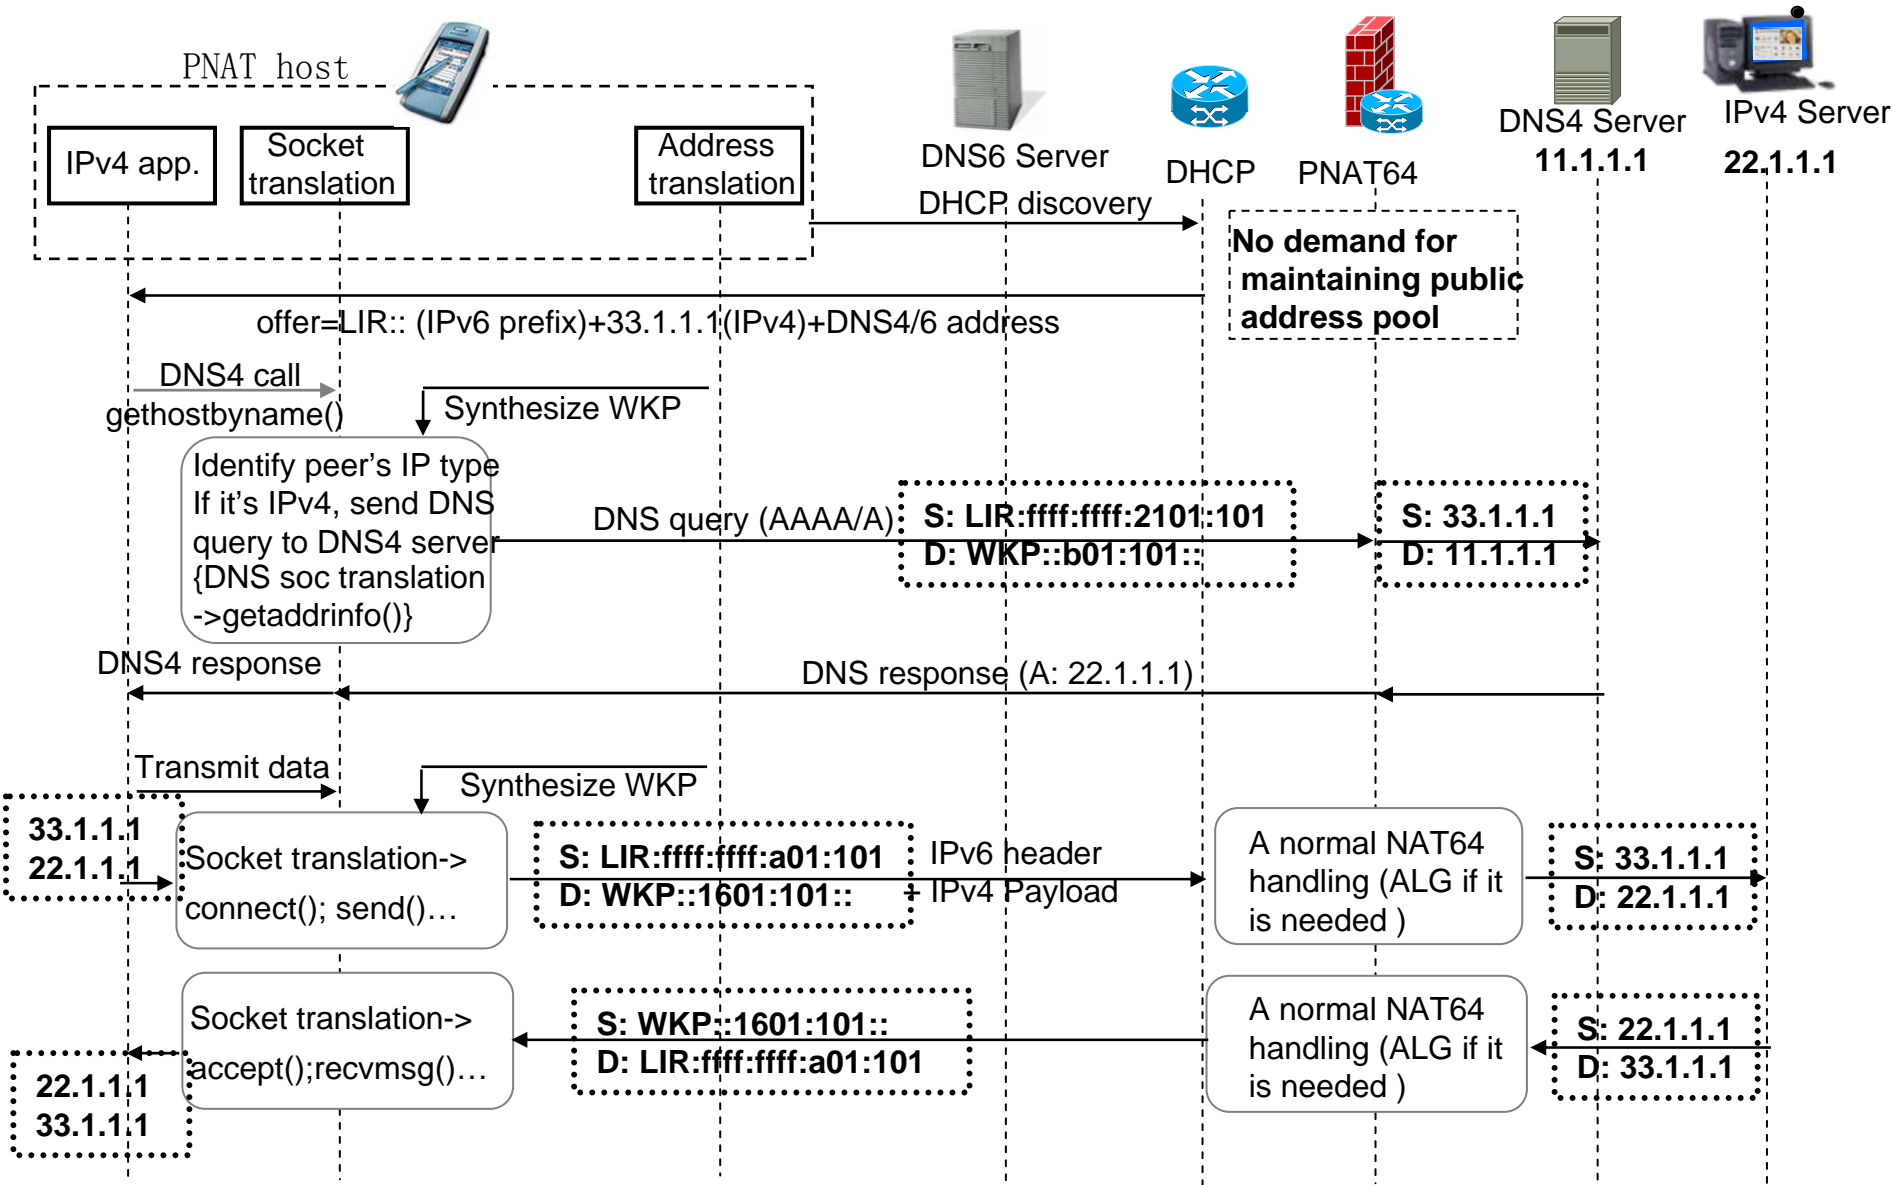 PNAT host
IPv4 app.
Socket
translation
Address
translation
DNS6 Server
DHCP
PNAT64
DNS4 Server
11.1.1.1
IPv4 Server
22.1.1.1
DHCP discovery
No demand for
maintaining public
address pool
offer=LIR:: (IPv6 prefix)+33.1.1.1(IPv4)+DNS4/6 address
DNS4 call
gethostbyname()
Synthesize WKP
Identify peer's IP type
If it's IPv4, send DNS
query to DNS4 server
{DNS soc translation
->getaddrinfo()}
DNS query (AAAA/A)
S: LIR:ffff:ffff:2101:101
D: WKP::b01:101::
S: 33.1.1.1
D: 11.1.1.1
DNS4 response
DNS response (A: 22.1.1.1)
Transmit data
Synthesize WKP
33.1.1.1
22.1.1.1
Socket translation->
connect(); send()…
S: LIR:ffff:ffff:a01:101
D: WKP::1601:101::
IPv6 header
+ IPv4 Payload
A normal NAT64
handling (ALG if it
is needed )
S: 33.1.1.1
D: 22.1.1.1
Socket translation->
accept();recvmsg()…
S: WKP::1601:101::
D: LIR:ffff:ffff:a01:101
A normal NAT64
handling (ALG if it
is needed )
S: 22.1.1.1
D: 33.1.1.1
22.1.1.1
33.1.1.1